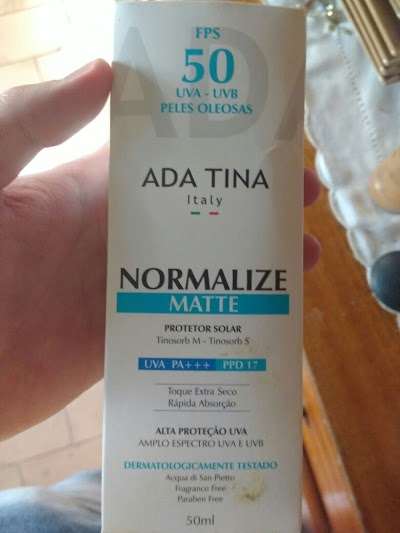 ADA
FPS
50
UVA - UVB
PELES OLEOSAS
ADA TINA
Italy
NORMALIZE
MATTE
PROTETOR SOLAR
Tinosorb M - Tinosorb S
UVA PA+++ PPD 17
Toque Extra Seco
Rápida Absorção
ALTA PROTEÇÃO UVA
AMPLO ESPECTRO UVA E UVB
DERMATOLOGICAMENTE TESTADO
Acqua di San Pietto
Fragrance Free
Paraben Free
50ml